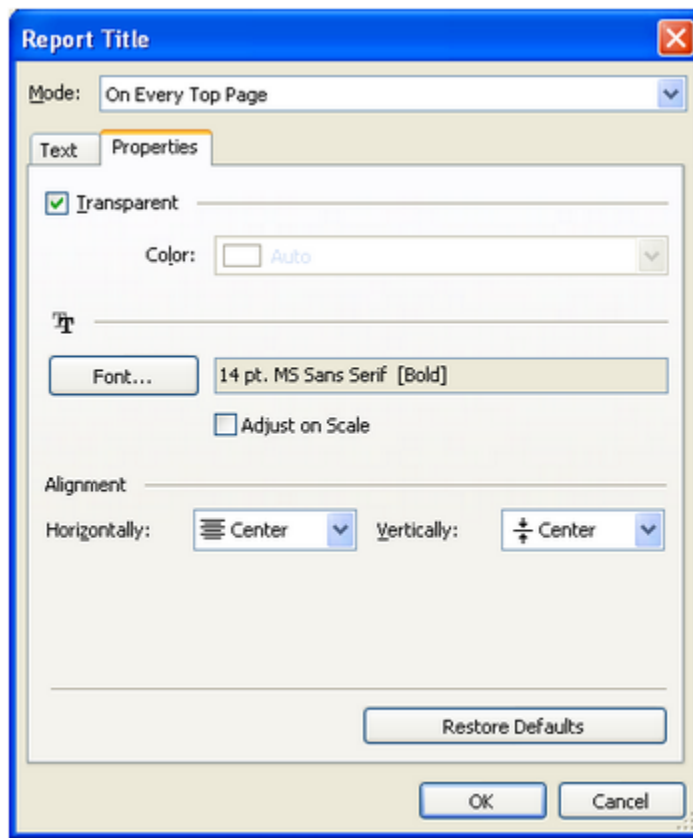 Report Title
Mode: On Every Top Page
Text Properties
Transparent
Color: Auto
Font... 14 pt. MS Sans Serif [Bold]
Adjust on Scale
Alignment
Horizontally: Center Vertically: Center
Restore Defaults
OK Cancel